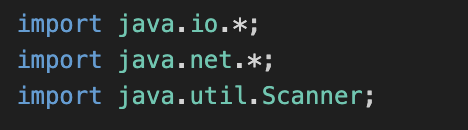 import java.io.*;
import java.net.*;
import java.util.Scanner;